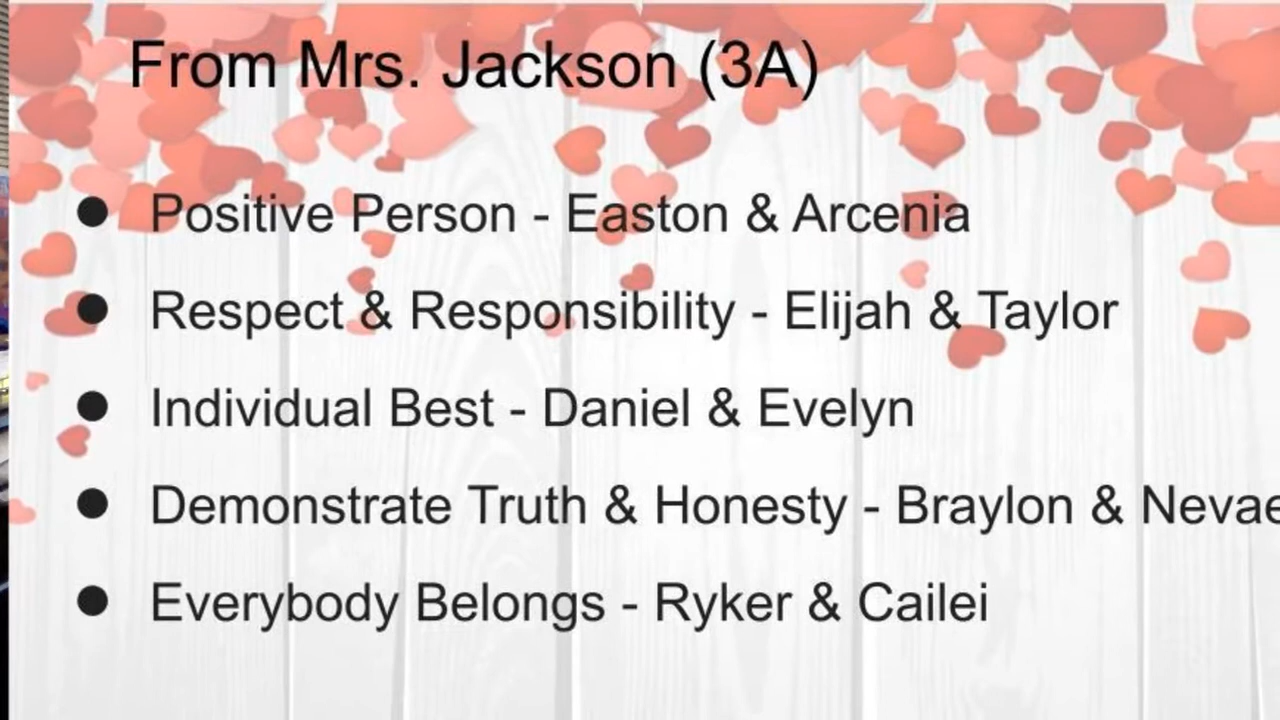 From Mrs. Jackson (3A)
● Positive Person - Easton & Arcenia
● Respect & Responsibility - Elijah & Taylor
● Individual Best - Daniel & Evelyn
● Demonstrate Truth & Honesty - Braylon &
● Everybody Belongs - Ryker & Cailei